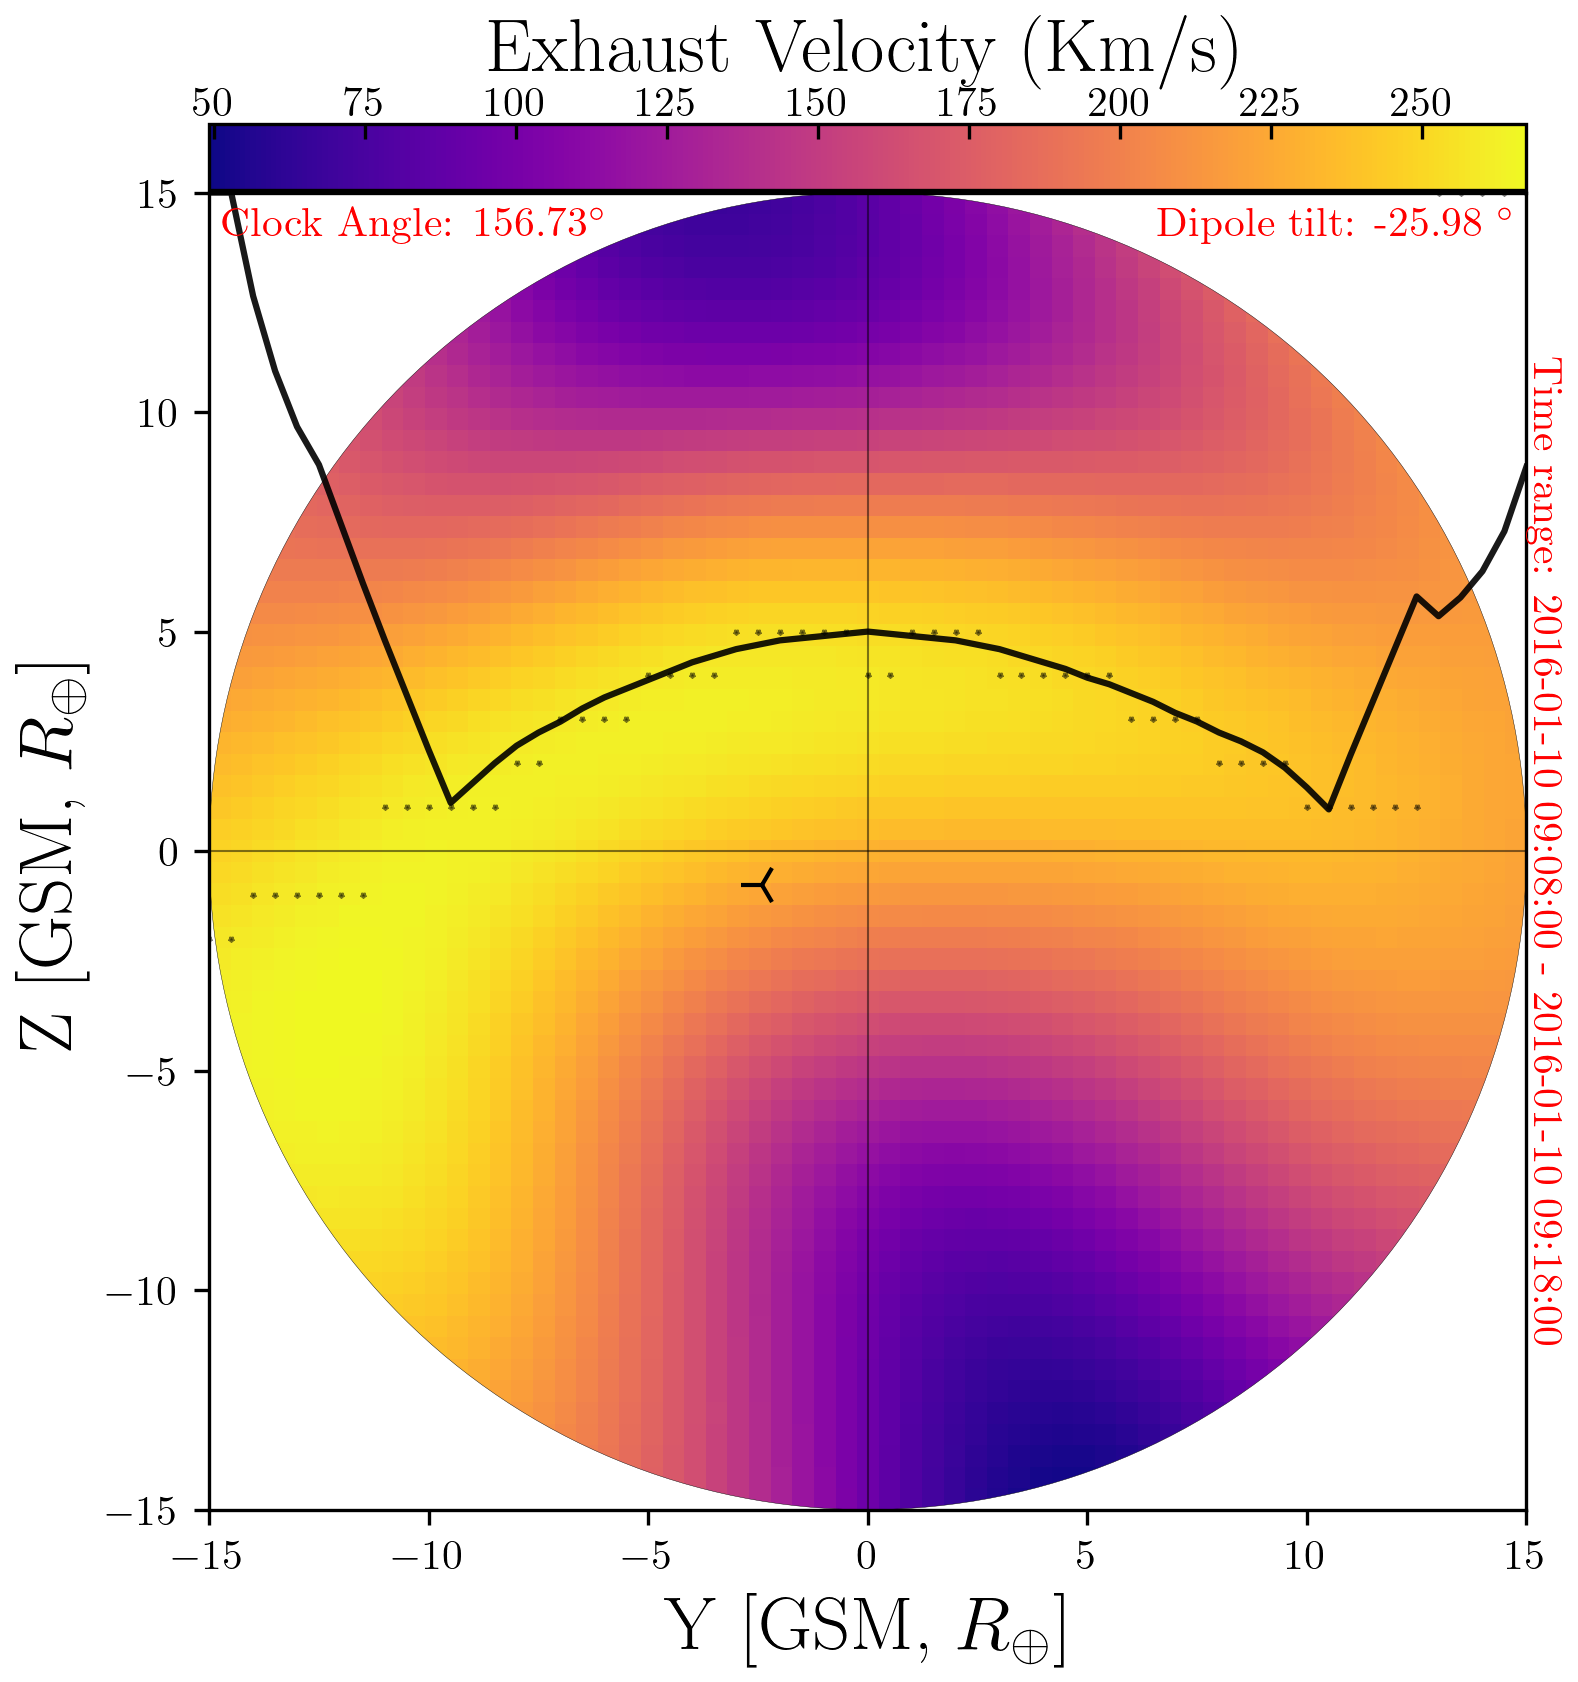 Exhaust Velocity (Km/s)
50 75 100 125 150 175 200 225 250
Clock Angle: 156.73°
Dipole tilt: -25.98 °
Time range: 2016-01-10 09:08:00 - 2016-01-10 09:18:00
Z [GSM, R⊕]
15
10
5
0
−5
−10
−15
−15 −10 −5 0 5 10 15
Y [GSM, R⊕]